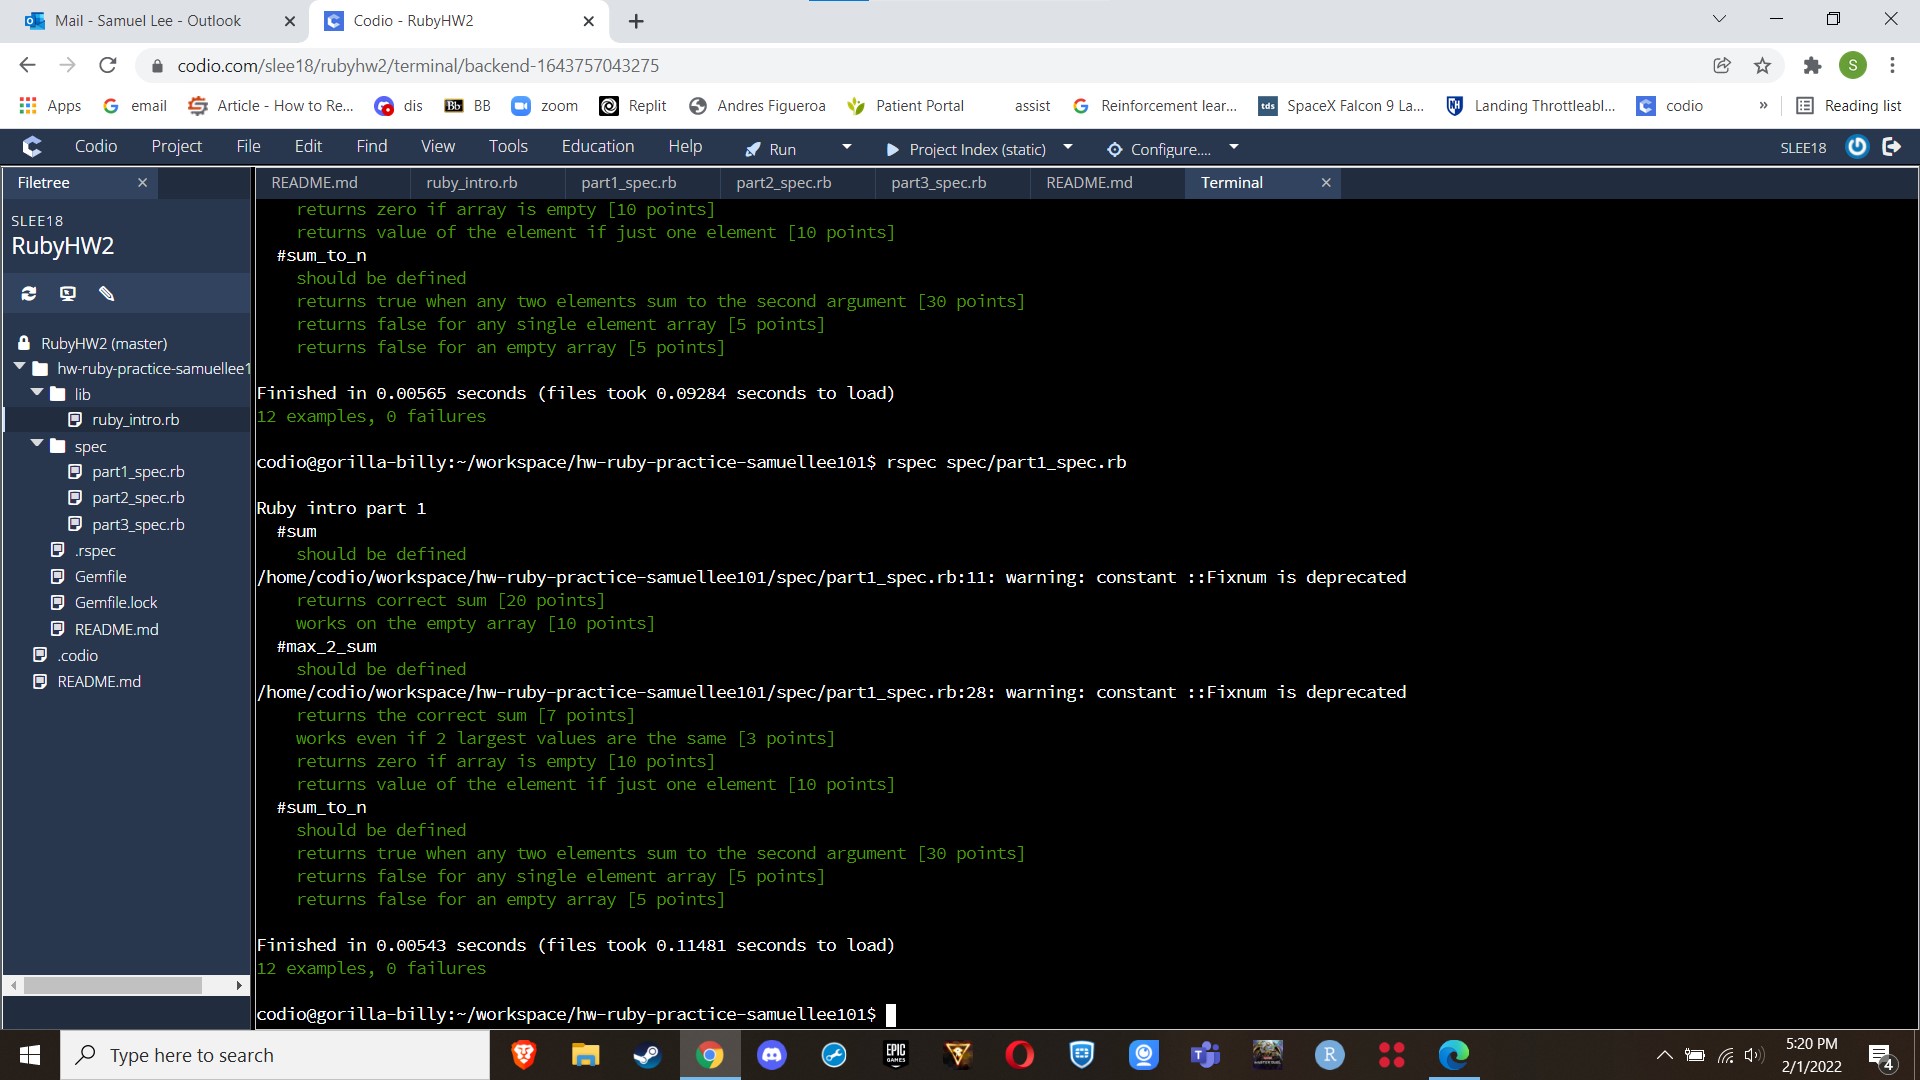 Mail - Samuel Lee - Outlook
Codio - RubyHW2
codio.com/slee18/rubyhw2/terminal/backend-1643757043275
Apps
email
Article - How to Re...
dis
Bb BB
zoom
Replit
Andres Figueroa
Patient Portal
assist
Reinforcement lear...
tds SpaceX Falcon 9 La...
Landing Throttleabl...
codio
»
Reading list
S
Codio Project File Edit Find View Tools Education Help Run Project Index (static) Configure.... SLEE18
Filetree
README.md ruby_intro.rb part1_spec.rb part2_spec.rb part3_spec.rb README.md Terminal
SLEE18
RubyHW2
RubyHW2 (master)
hw-ruby-practice-samuellee1
lib
ruby_intro.rb
spec
part1_spec.rb
part2_spec.rb
part3_spec.rb
.rspec
Gemfile
Gemfile.lock
README.md
.codio
README.md
returns zero if array is empty [10 points]
returns value of the element if just one element [10 points]
#sum_to_n
should be defined
returns true when any two elements sum to the second argument [30 points]
returns false for any single element array [5 points]
returns false for an empty array [5 points]
Finished in 0.00565 seconds (files took 0.09284 seconds to load)
12 examples, 0 failures
codio@gorilla-billy:~/workspace/hw-ruby-practice-samuellee101$ rspec spec/part1_spec.rb
Ruby intro part 1
#sum
should be defined
/home/codio/workspace/hw-ruby-practice-samuellee101/spec/part1_spec.rb:11: warning: constant ::Fixnum is deprecated
returns correct sum [20 points]
works on the empty array [10 points]
#max_2_sum
should be defined
/home/codio/workspace/hw-ruby-practice-samuellee101/spec/part1_spec.rb:28: warning: constant ::Fixnum is deprecated
returns the correct sum [7 points]
works even if 2 largest values are the same [3 points]
returns zero if array is empty [10 points]
returns value of the element if just one element [10 points]
#sum_to_n
should be defined
returns true when any two elements sum to the second argument [30 points]
returns false for any single element array [5 points]
returns false for an empty array [5 points]
Finished in 0.00543 seconds (files took 0.11481 seconds to load)
12 examples, 0 failures
codio@gorilla-billy:~/workspace/hw-ruby-practice-samuellee101$
Type here to search
EPIC GAMES
R
5:20 PM
2/1/2022
4